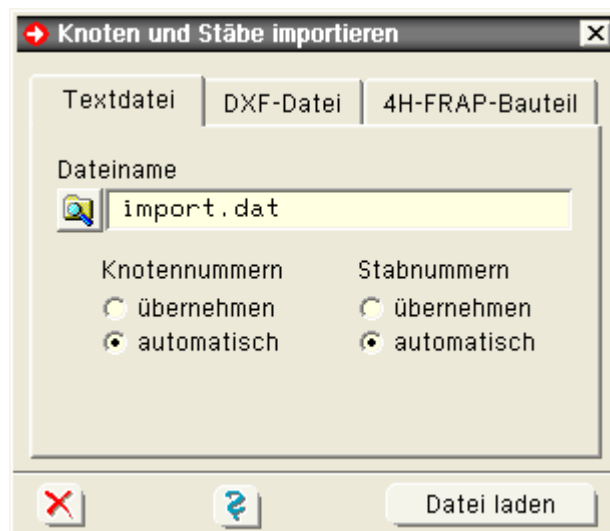 Knoten und Stäbe importieren
Textdatei DXF-Datei 4H-FRAP-Bauteil
Dateiname
import.dat
Knotennummern Stabnummern
übernehmen übernehmen
automatisch automatisch
Datei laden